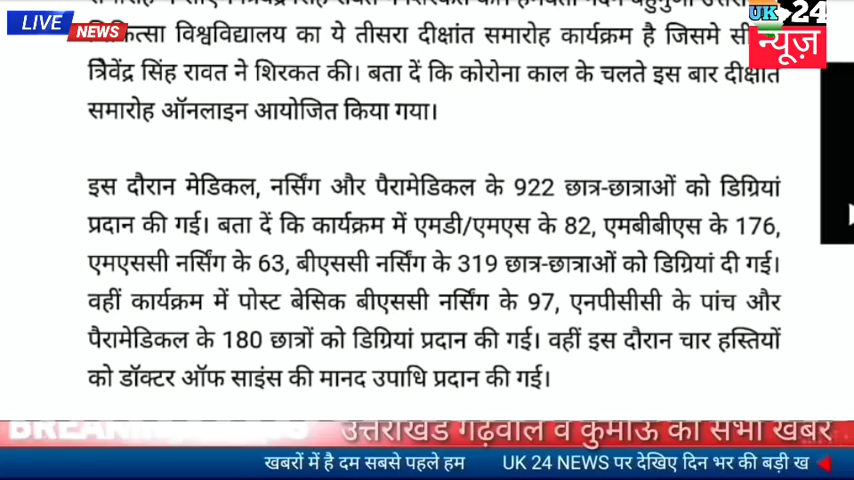 LIVE
NEWS
UK 24
न्यूज़
चिकित्सा विश्वविद्यालय का ये तीसरा दीक्षांत समारोह कार्यक्रम है जिसमे सी
त्रिवेंद्र सिंह रावत ने शिरकत की। बता दें कि कोरोना काल के चलते इस बार दीक्षांत
समारोह ऑनलाइन आयोजित किया गया।
इस दौरान मेडिकल, नर्सिंग और पैरामेडिकल के 922 छात्र-छात्राओं को डिग्रियां
प्रदान की गई। बता दें कि कार्यक्रम में एमडी/एमएस के 82, एमबीबीएस के 176,
एमएससी नर्सिंग के 63, बीएससी नर्सिंग के 319 छात्र-छात्राओं को डिग्रियां दी गई।
वहीं कार्यक्रम में पोस्ट बेसिक बीएससी नर्सिंग के 97, एनपीसीसी के पांच और
पैरामेडिकल के 180 छात्रों को डिग्रियां प्रदान की गई। वहीं इस दौरान चार हस्तियों
को डॉक्टर ऑफ साइंस की मानद उपाधि प्रदान की गई।
उत्तराखंड गढ़वाल व कुमाऊं की सभी खबरें
खबरों में है दम सबसे पहले हम UK 24 NEWS पर देखिए दिन भर की बड़ी ख